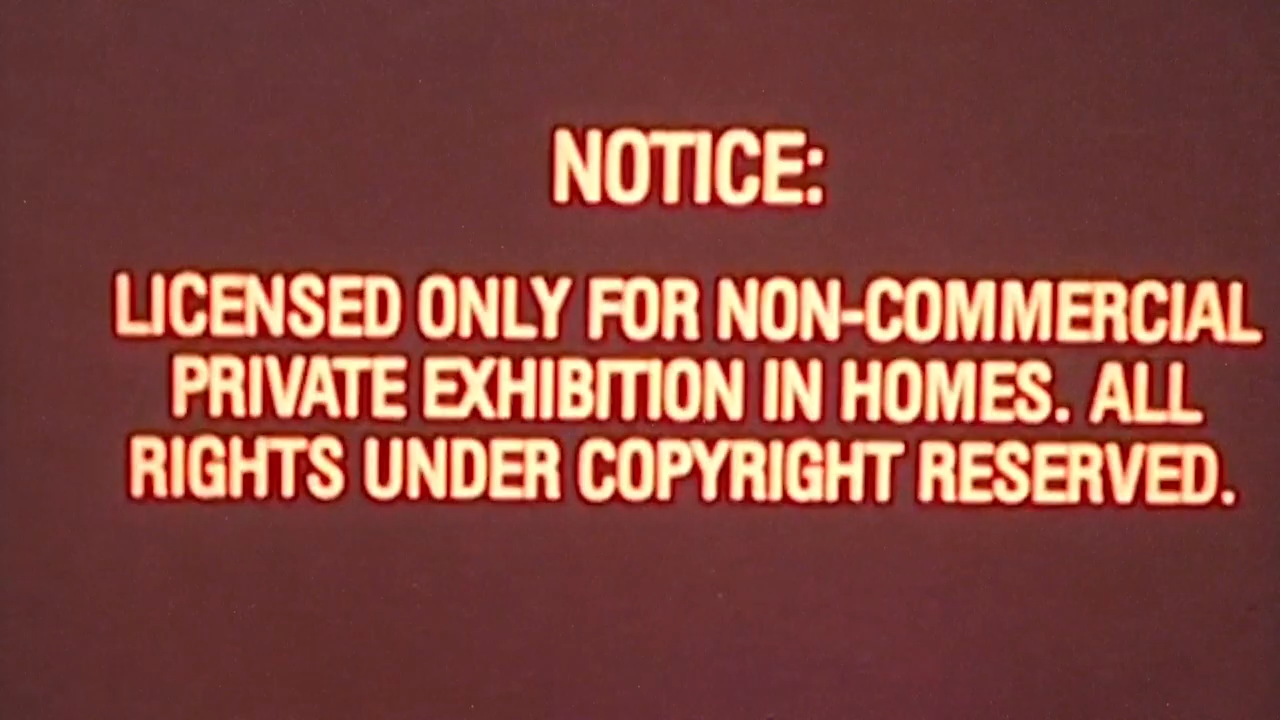 NOTICE:
LICENSED ONLY FOR NON-COMMERCIAL
PRIVATE EXHIBITION IN HOMES. ALL
RIGHTS UNDER COPYRIGHT RESERVED.